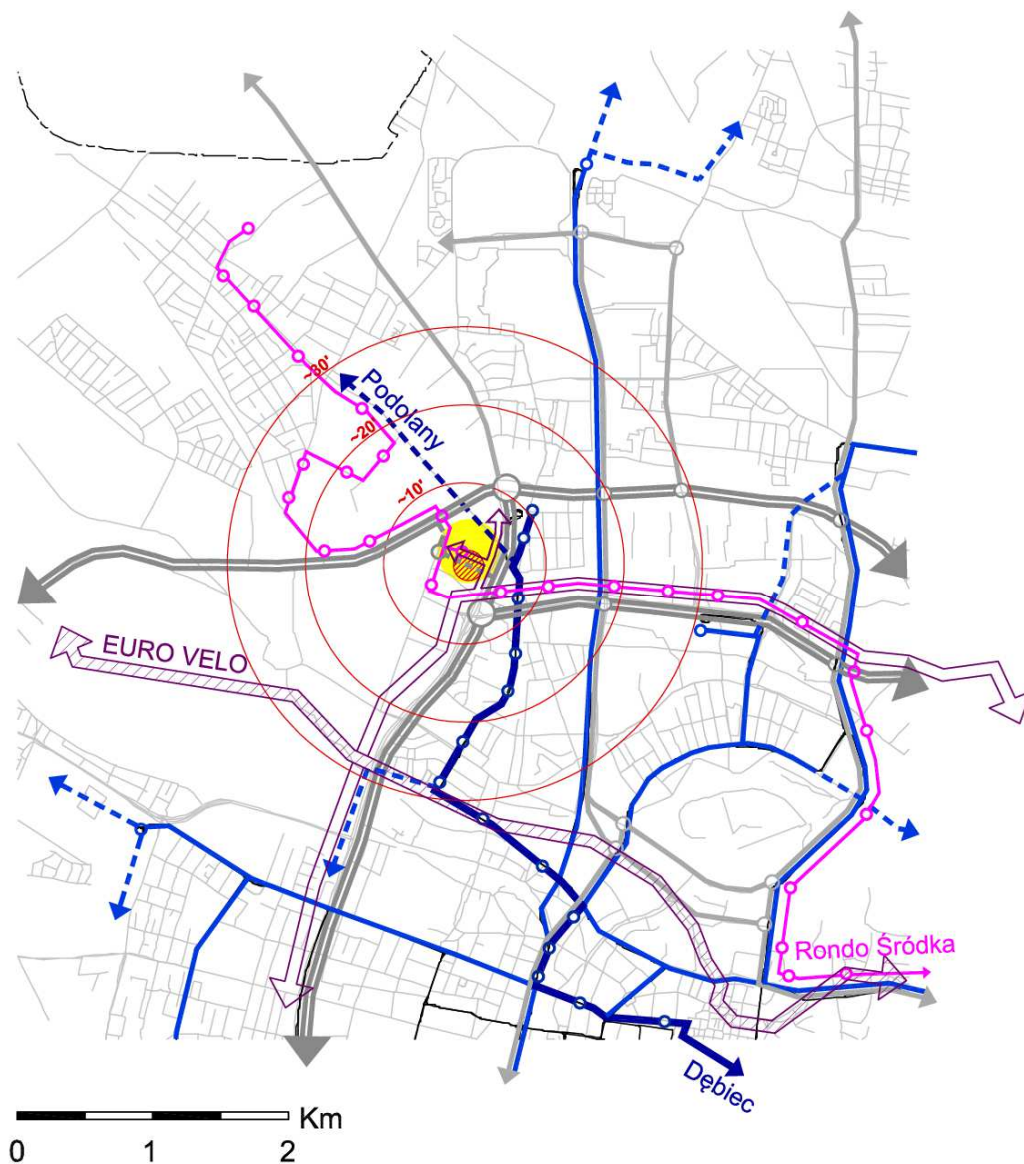 ~30'
Podolany
~20
~10'
EURO VELO
Rondo Śródka
Dębiec
Km
0 1 2